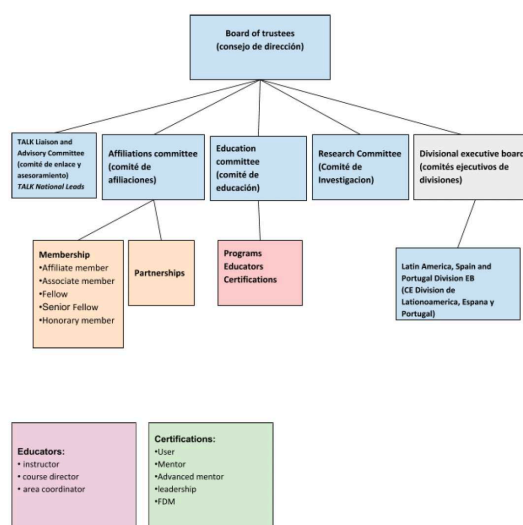 Board of trustees
(consejo de dirección)
TALK Liaison and
Advisory Committee
(comité de enlace y
asesoramiento)
TALK National Leads
Affiliations committee
(comité de
afiliaciones)
Education
committee
(comité de
educación)
Research Committee
(Comité de
Investigacion)
Divisional executive board
(comités ejecutivos de
divisiones)
Membership
•Affiliate member
•Associate member
•Fellow
•Senior Fellow
•Honorary member
Partnerships
Programs
Educators
Certifications
Latin America, Spain and
Portugal Division EB
(CE Division de
Lationoamerica, Espana y
Portugal)
Educators:
• instructor
• course director
• area coordinator
Certifications:
•User
•Mentor
•Advanced mentor
•leadership
•FDM